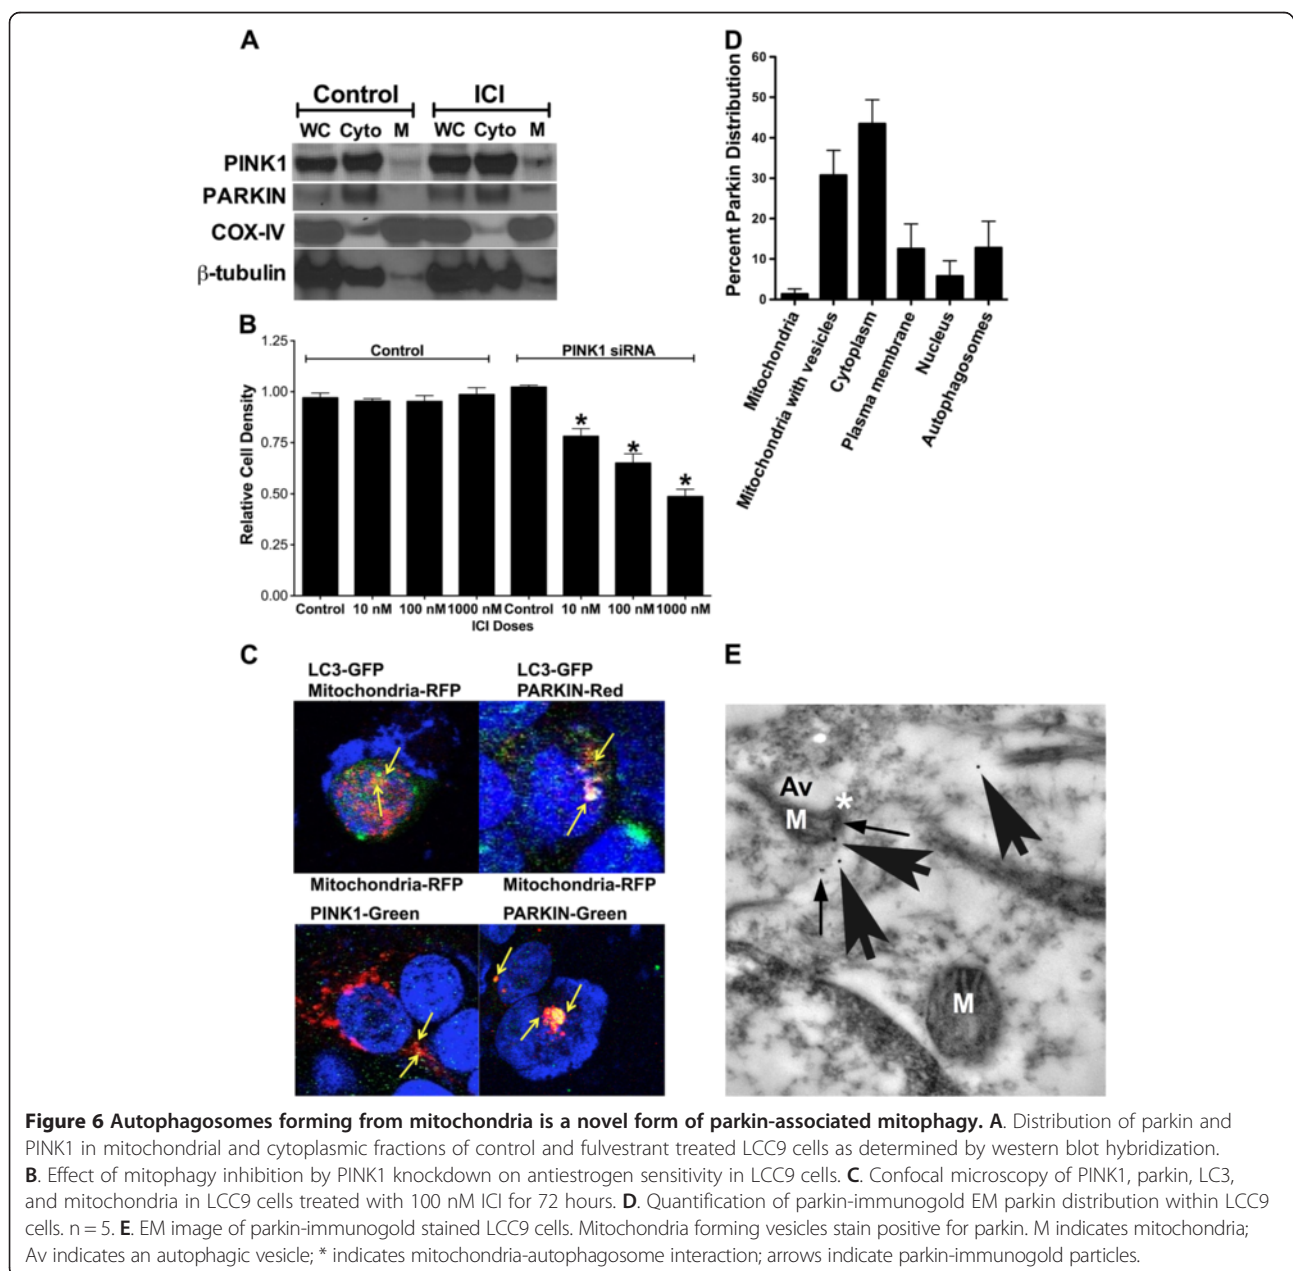 A
Control ICI
WC Cyto M WC Cyto M
PINK1
PARKIN
COX-IV
β-tubulin
B
Relative Cell Density
1.25
1.00
0.75
0.50
0.25
0.00
Control
PINK1 siRNA
*
*
*
Control 10 nM 100 nM 1000 nM Control 10 nM 100 nM 1000 nM
ICI Doses
C
LC3-GFP
Mitochondria-RFP
LC3-GFP
PARKIN-Red
Mitochondria-RFP
PINK1-Green
Mitochondria-RFP
PARKIN-Green
D
Percent Parkin Distribution
60
50
40
30
20
10
0
Mitochondria
Mitochondria with vesicles
Cytoplasm
Plasma membrane
Nucleus
Autophagosomes
E
Av
*
M
M
Figure 6 Autophagosomes forming from mitochondria is a novel form of parkin-associated mitophagy. A. Distribution of parkin and
PINK1 in mitochondrial and cytoplasmic fractions of control and fulvestrant treated LCC9 cells as determined by western blot hybridization.
B. Effect of mitophagy inhibition by PINK1 knockdown on antiestrogen sensitivity in LCC9 cells. C. Confocal microscopy of PINK1, parkin, LC3,
and mitochondria in LCC9 cells treated with 100 nM ICI for 72 hours. D. Quantification of parkin-immunogold EM parkin distribution within LCC9
cells. n = 5. E. EM image of parkin-immunogold stained LCC9 cells. Mitochondria forming vesicles stain positive for parkin. M indicates mitochondria;
Av indicates an autophagic vesicle; * indicates mitochondria-autophagosome interaction; arrows indicate parkin-immunogold particles.